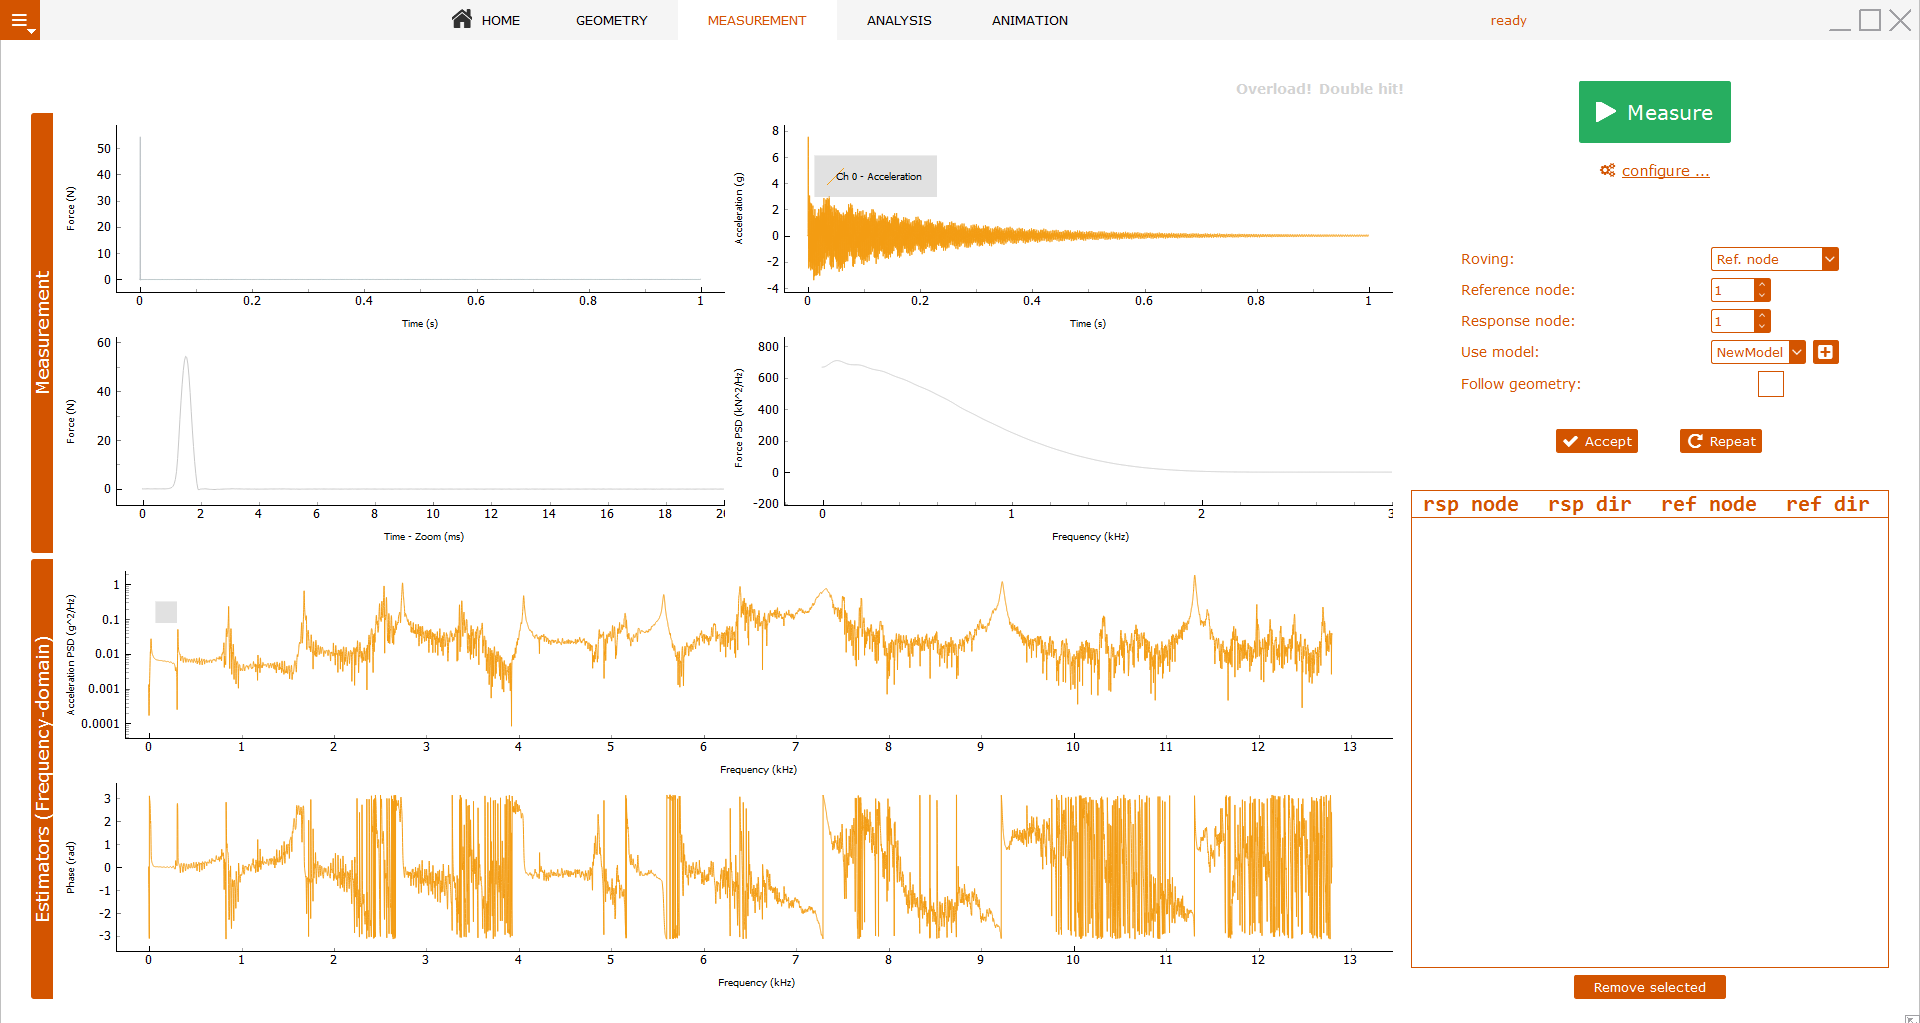 HOME GEOMETRY MEASUREMENT ANALYSIS ANIMATION ready
Overload! Double hit!
Measure
configure ...
Measurement
Force (N)
50
40
30
20
10
0
0 0.2 0.4 0.6 0.8 1
Time (s)
Acceleration (g)
8
6
4
2
0
-2
-4
Ch 0 - Acceleration
0 0.2 0.4 0.6 0.8 1
Time (s)
Force (N)
60
40
20
0
0 2 4 6 8 10 12 14 16 18
Time - Zoom (ms)
Force PSD (kN^2/Hz)
800
600
400
200
0
-200
0 1 2 3
Frequency (kHz)
Estimators (Frequency-domain)
Acceleration PSD (g^2/Hz)
1
0.1
0.01
0.001
0.0001
0 1 2 3 4 5 6 7 8 9 10 11 12 13
Frequency (kHz)
Phase (rad)
3
2
1
0
-1
-2
-3
0 1 2 3 4 5 6 7 8 9 10 11 12 13
Frequency (kHz)
Roving: Ref. node
Reference node: 1
Response node: 1
Use model: NewModel
Follow geometry:
Accept Repeat
rsp node rsp dir ref node ref dir
Remove selected